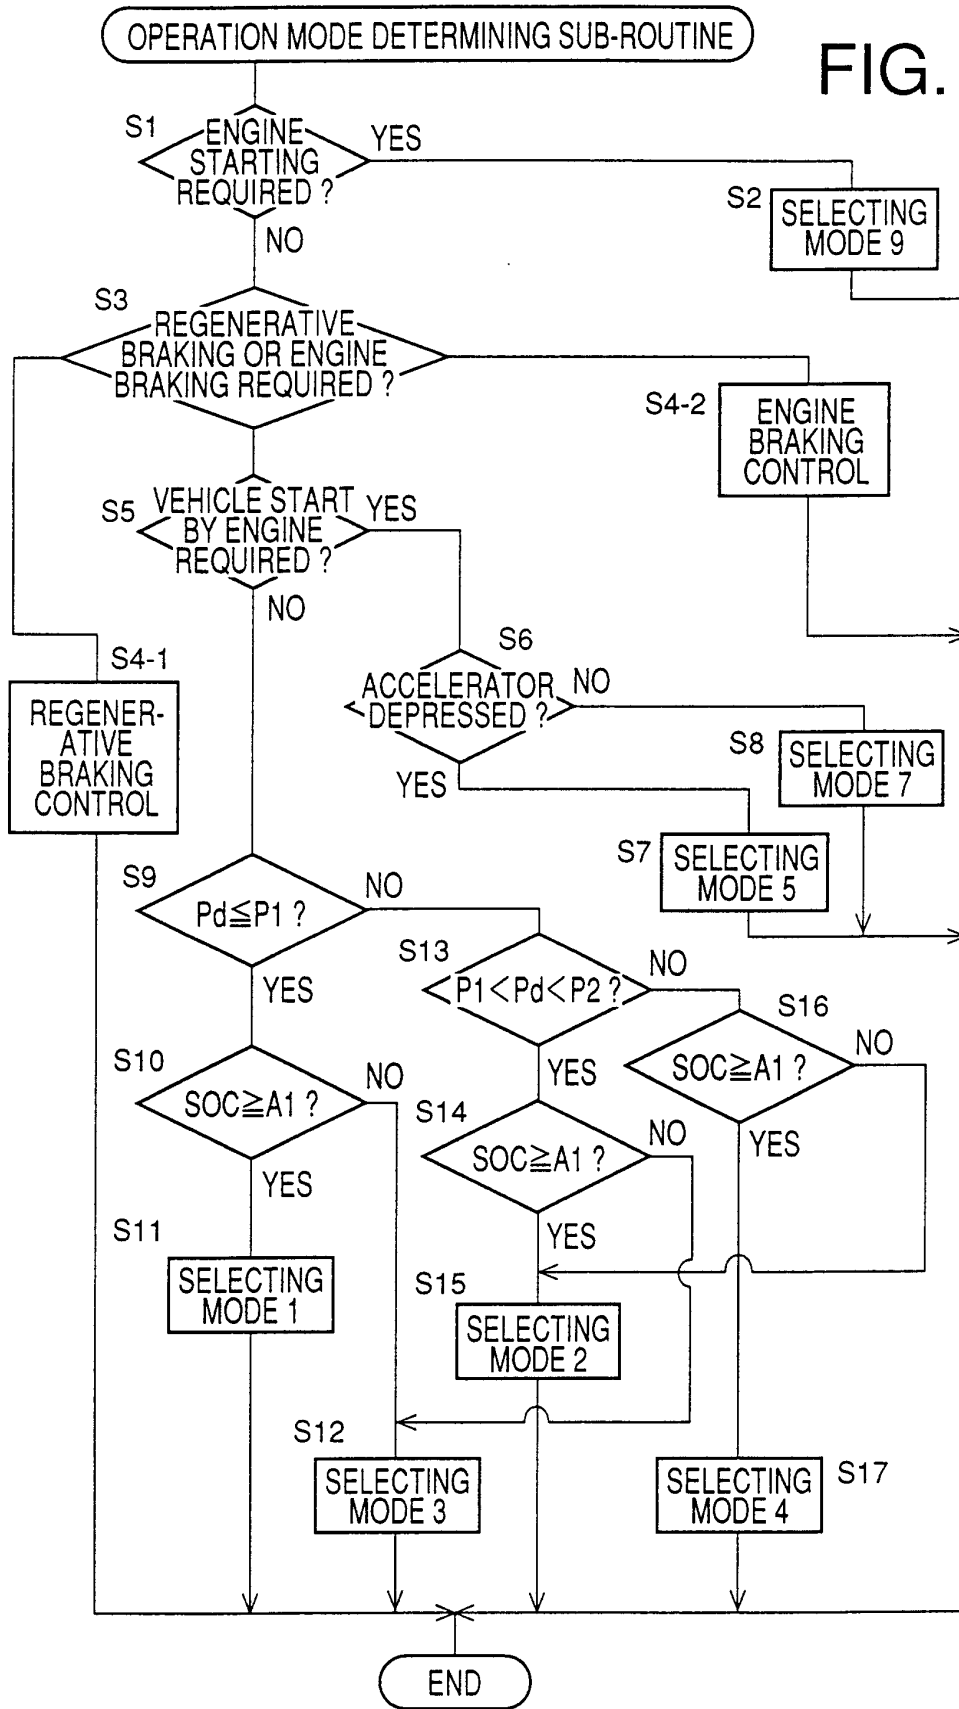 OPERATION MODE DETERMINING SUB-ROUTINE
FIG.
S1
ENGINE
STARTING
REQUIRED ?
YES
NO
S2
SELECTING
MODE 9
S3
REGENERATIVE
BRAKING OR ENGINE
BRAKING REQUIRED ?
S4-2
ENGINE
BRAKING
CONTROL
S5
VEHICLE START
BY ENGINE
REQUIRED ?
YES
NO
S4-1
REGENER-
ATIVE
BRAKING
CONTROL
S6
ACCELERATOR
DEPRESSED ?
NO
YES
S8
SELECTING
MODE 7
S7
SELECTING
MODE 5
S9
Pd≦P1 ?
NO
YES
S13
P1<Pd<P2 ?
NO
YES
S16
SOC≧A1 ?
NO
YES
S10
SOC≧A1 ?
NO
YES
S14
SOC≧A1 ?
NO
YES
S11
SELECTING
MODE 1
S15
SELECTING
MODE 2
S12
SELECTING
MODE 3
S17
SELECTING
MODE 4
END